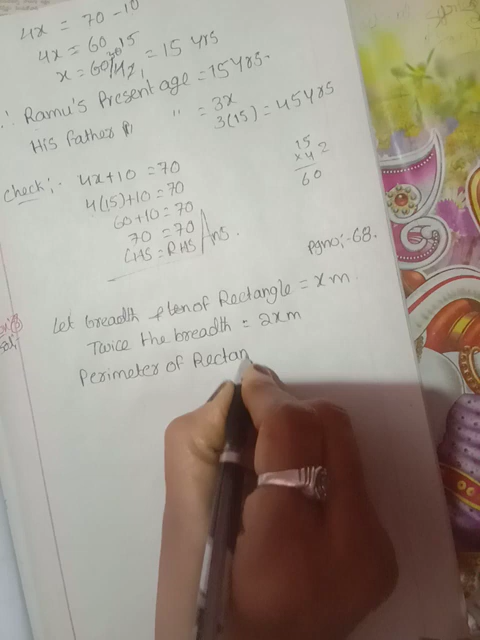 4x = 70 - 10
4x = 60
x = 60/4 = 15 yrs
∴ Ramu's Present age = 15 yrs.
His Father " = 3x
3(15) = 45 yrs
15
x 4 2
60
Check:- 4x+10 = 70
4(15)+10 = 70
60+10 = 70
70 = 70
LHS = RHS Ans.
Pgno:-68.
Let breadth of Rectangle = x m
Twice the breadth = 2x m
Perimeter of Rectan